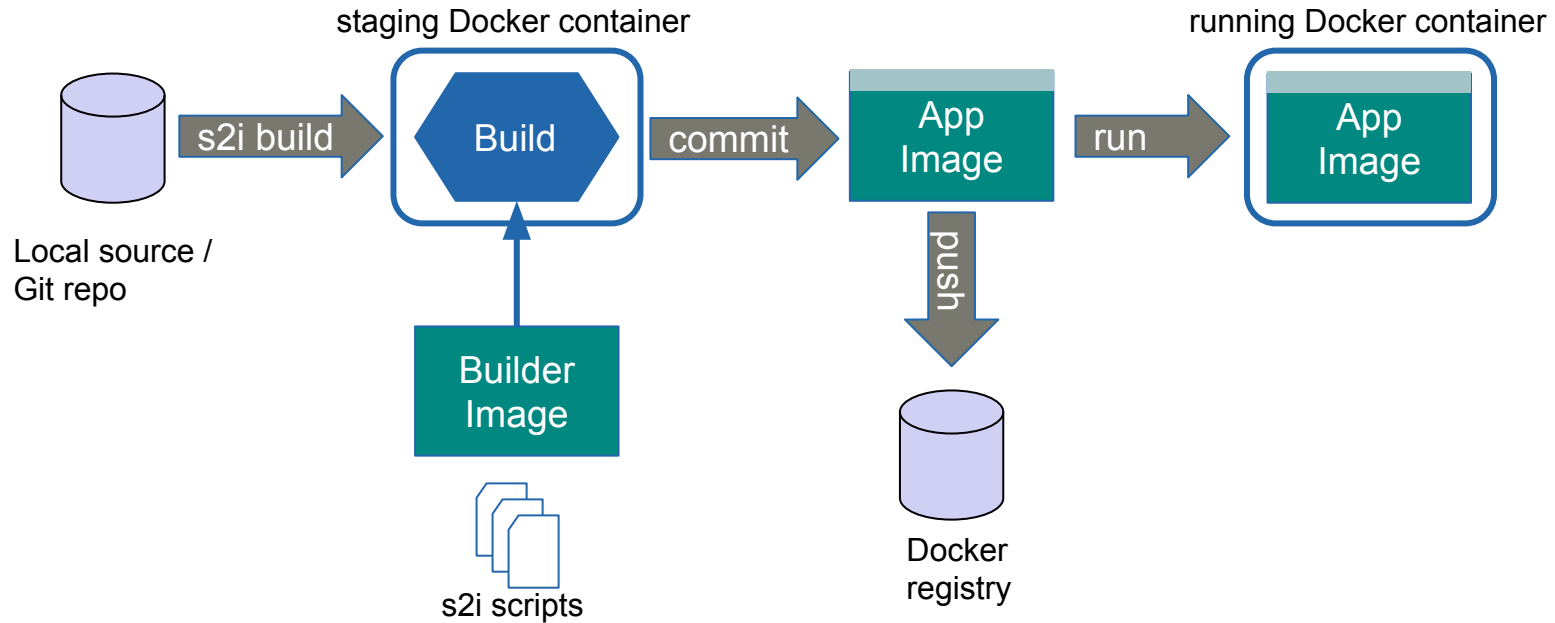 staging Docker container
running Docker container
s2i build
Build
commit
App
Image
run
App
Image
Local source /
Git repo
push
Builder
Image
Docker
registry
s2i scripts